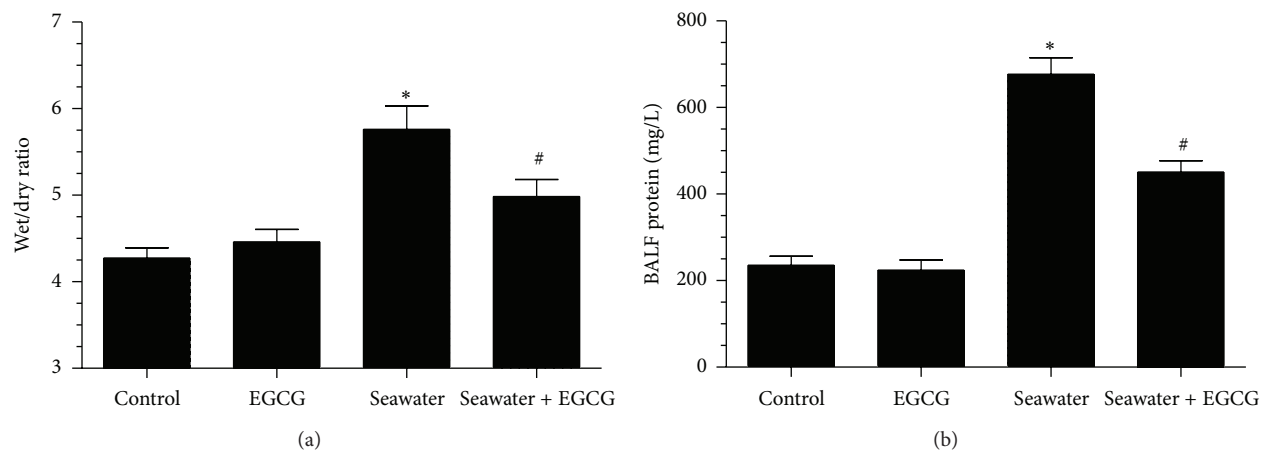 7
6
5
4
3
Wet/dry ratio
*
#
Control EGCG Seawater Seawater + EGCG
(a)
800
600
400
200
0
BALF protein (mg/L)
*
#
Control EGCG Seawater Seawater + EGCG
(b)